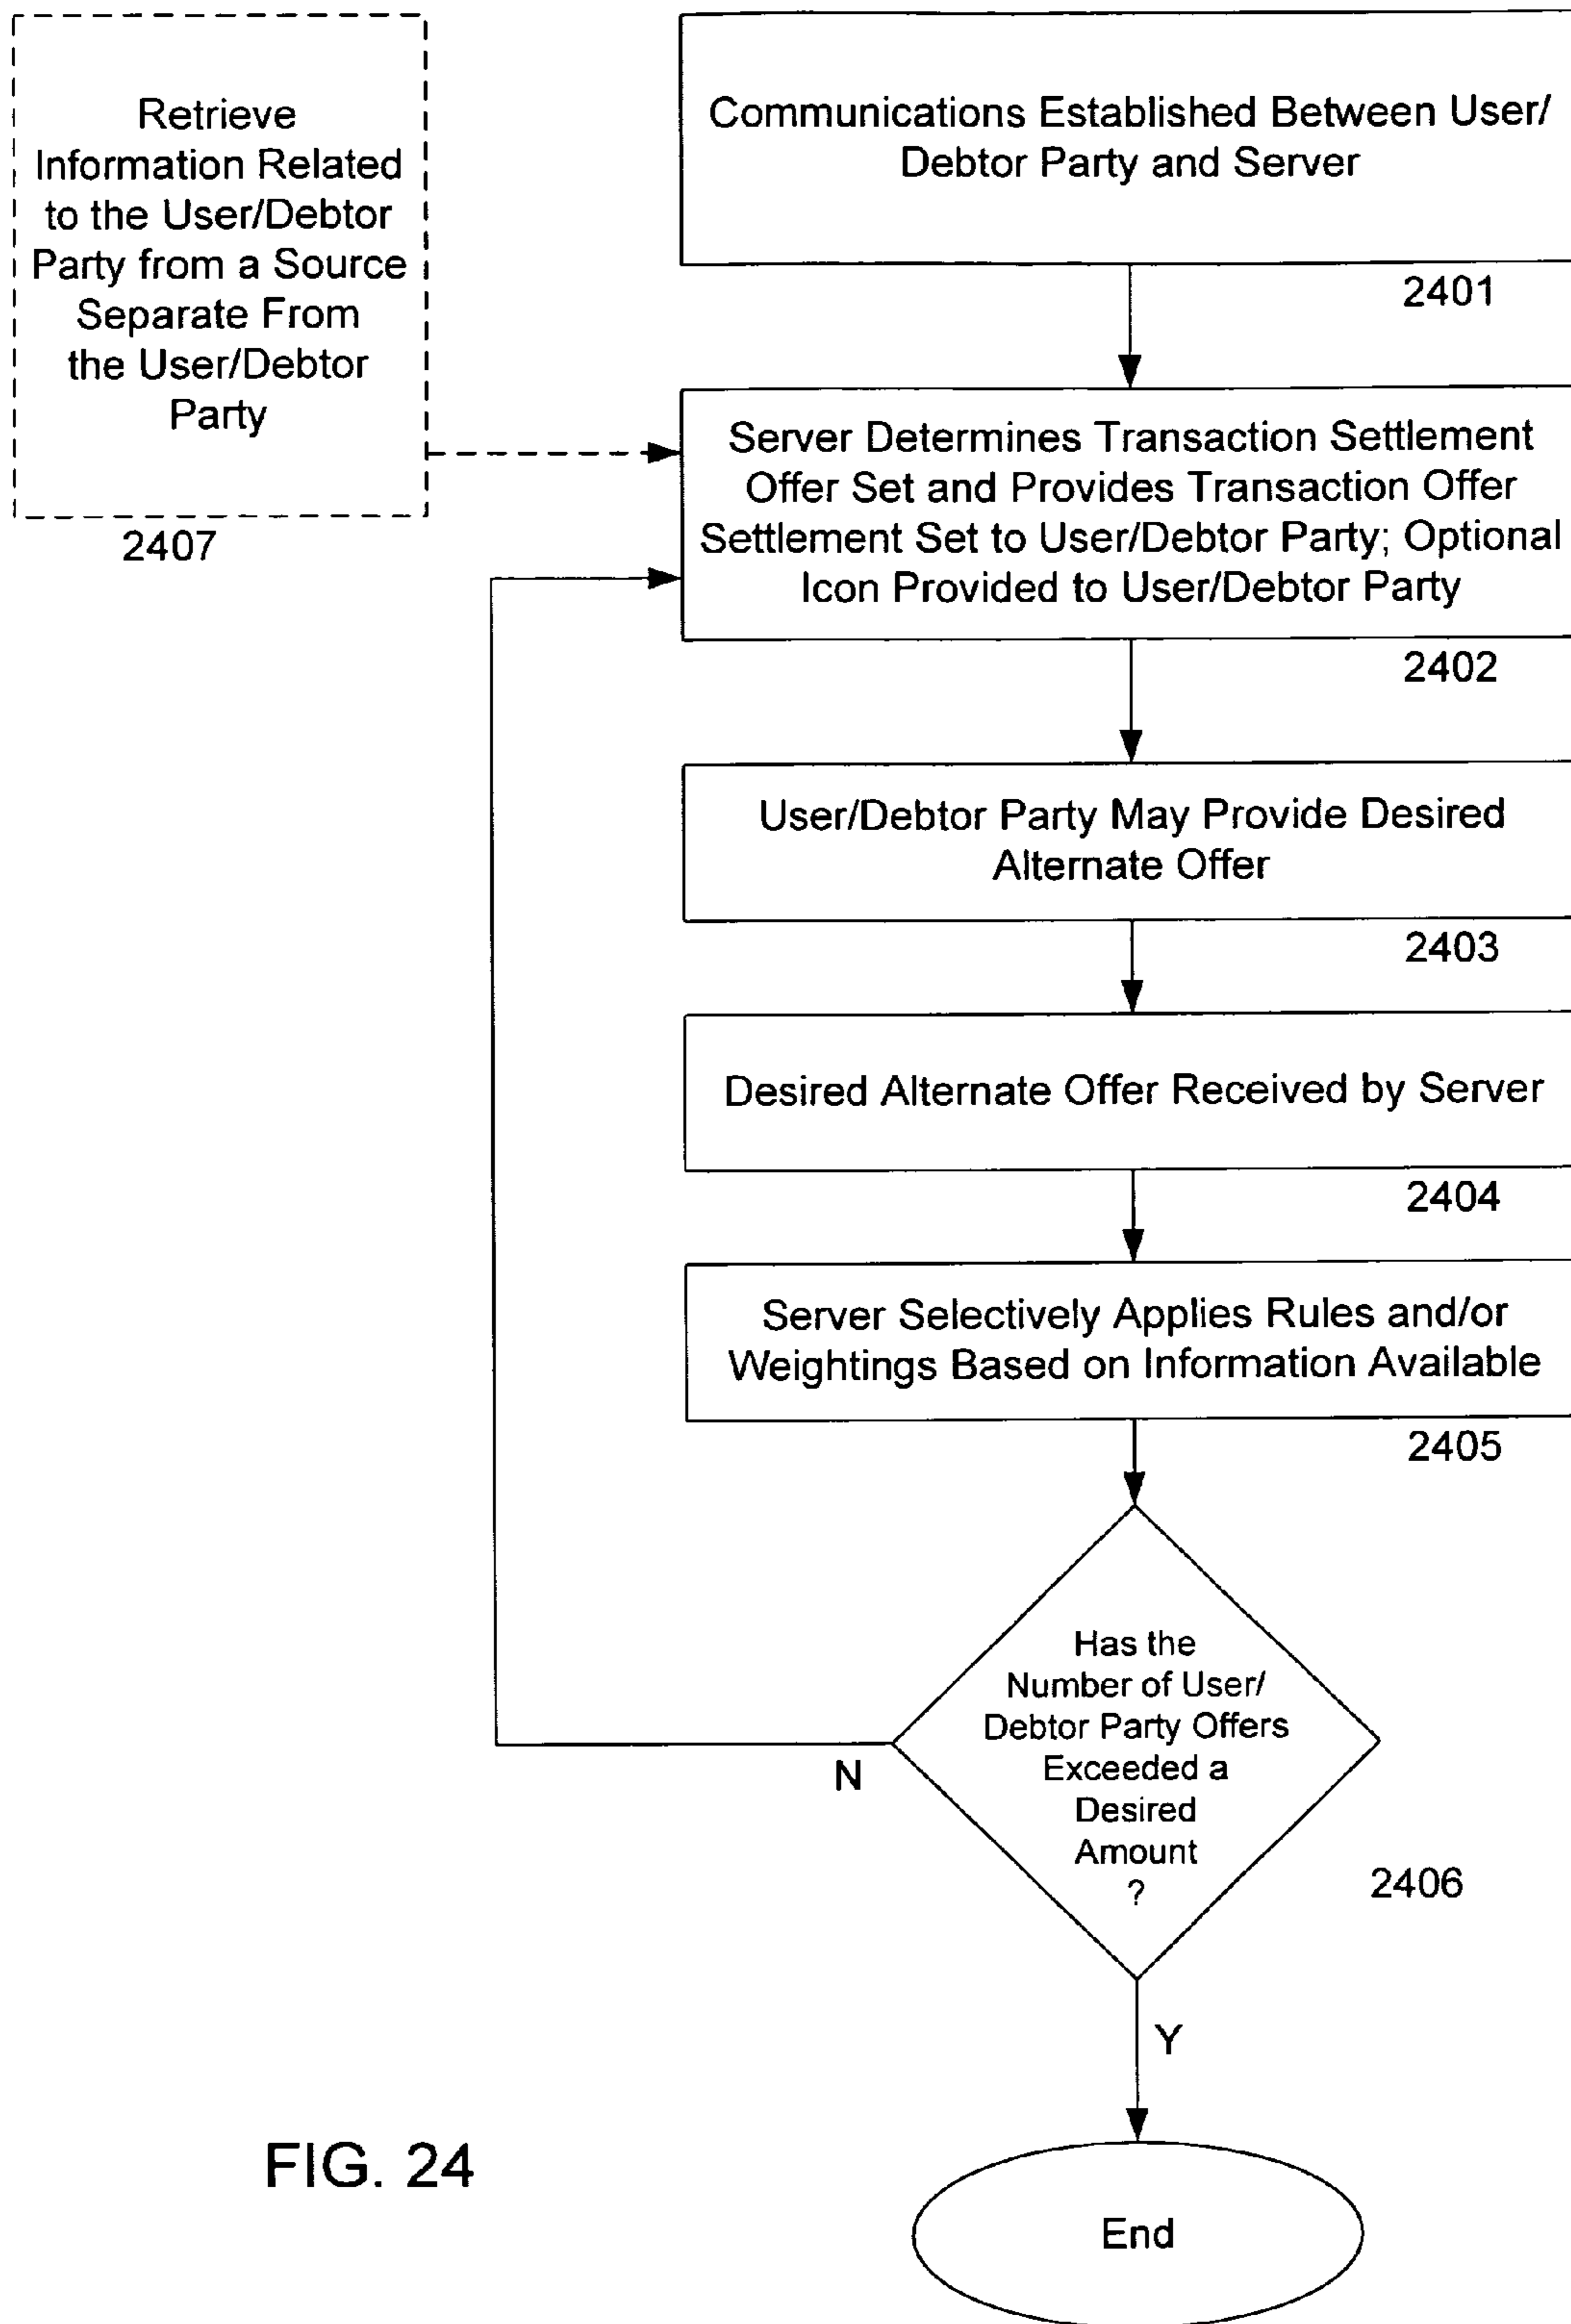 Retrieve
Information Related
to the User/Debtor
Party from a Source
Separate From
the User/Debtor
Party
2407
Communications Established Between User/
Debtor Party and Server
2401
Server Determines Transaction Settlement
Offer Set and Provides Transaction Offer
Settlement Set to User/Debtor Party; Optional
Icon Provided to User/Debtor Party
2402
User/Debtor Party May Provide Desired
Alternate Offer
2403
Desired Alternate Offer Received by Server
2404
Server Selectively Applies Rules and/or
Weightings Based on Information Available
2405
Has the
Number of User/
Debtor Party Offers
Exceeded a
Desired
Amount
?
2406
N
Y
End
FIG. 24